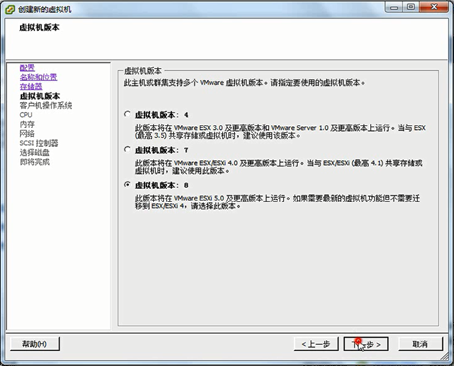 创建新的虚拟机
虚拟机版本
配置
名称和位置
存储器
虚拟机版本
客户机操作系统
CPU
内存
网络
SCSI 控制器
选择磁盘
即将完成
虚拟机版本
此主机或群集支持多个 VMware 虚拟机版本。请指定要使用的虚拟机版本。
虚拟机版本: 4
此版本将在 VMware ESX 3.0 及更高版本和 VMware Server 1.0 及更高版本上运行。当与 ESX
(最高 3.5) 共享存储或虚拟机时,建议使用该版本。
虚拟机版本: 7
此版本将在 VMware ESX/ESXi 4.0 及更高版本上运行。当与 ESX/ESXi (最高 4.1) 共享存储或
虚拟机时,建议使用此版本。
虚拟机版本: 8
此版本将在 VMware ESXi 5.0 及更高版本上运行。如果需要最新的虚拟机功能但不需要迁
移到 ESX/ESXi 4,请选择此版本。
帮助(H)
< 上一步
下一步 >
取消